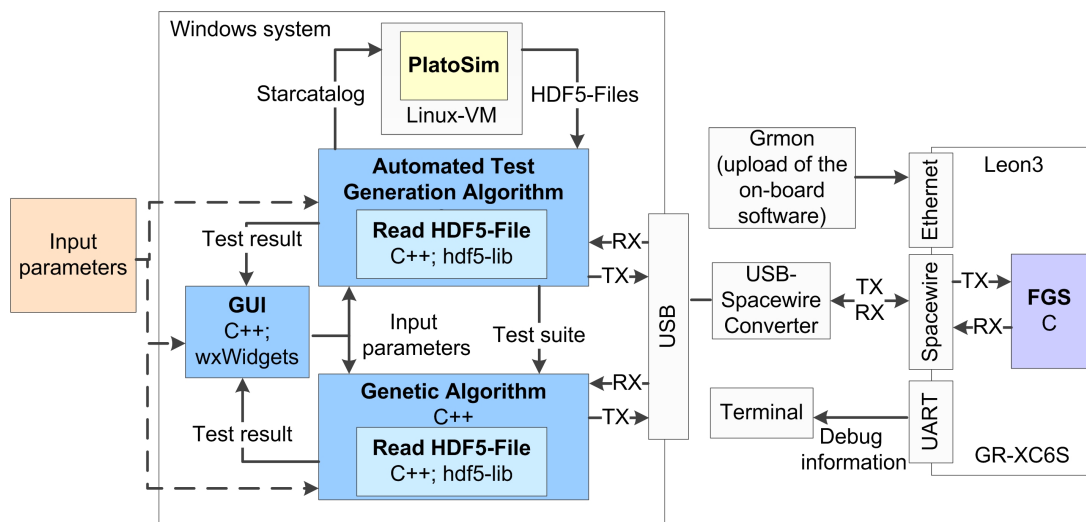 Windows system
PlatoSim
Linux-VM
Starcatalog
HDF5-Files
Automated Test
Generation Algorithm
Read HDF5-File
C++; hdf5-lib
Input
parameters
Test result
GUI
C++;
wxWidgets
Input
parameters
Test suite
RX
TX
Genetic Algorithm
C++
Read HDF5-File
C++; hdf5-lib
Test result
RX
TX
USB
Grmon
(upload of the
on-board
software)
USB-
Spacewire
Converter
TX
RX
Terminal
Debug
information
Leon3
Ethernet
Spacewire
UART
TX
RX
FGS
C
GR-XC6S